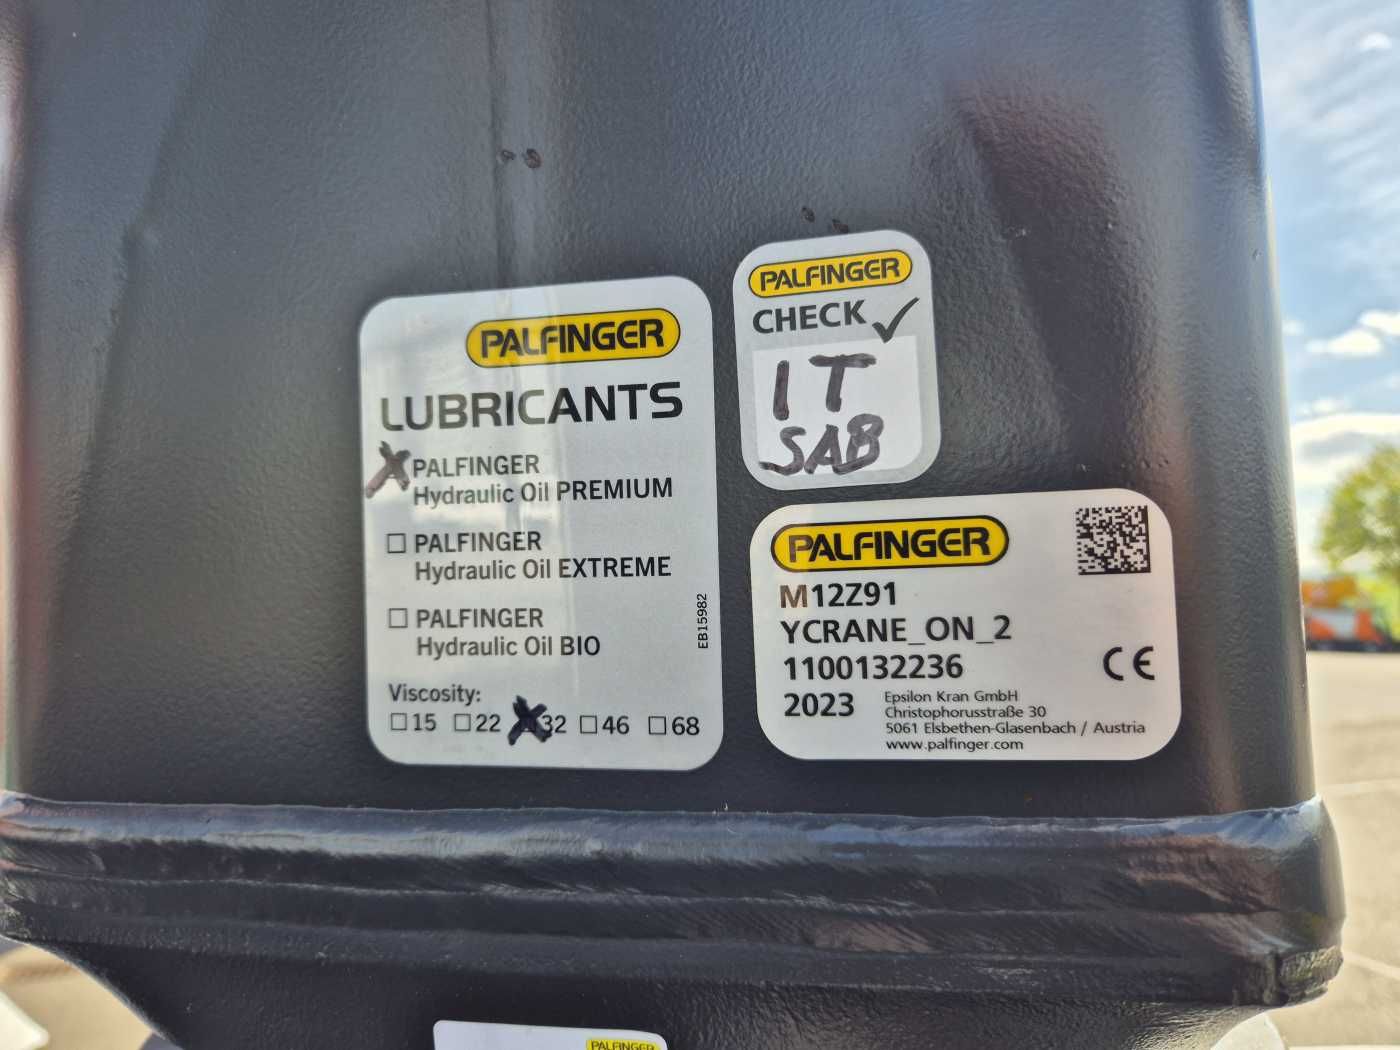 PALFINGER
LUBRICANTS
PALFINGER
Hydraulic Oil PREMIUM
PALFINGER
Hydraulic Oil EXTREME
PALFINGER
Hydraulic Oil BIO
EB15982
Viscosity:
15 22 32 46 68
PALFINGER
CHECK
1T
SAB
PALFINGER
M12Z91
YCRANE_ON_2
1100132236
CE
2023
Epsilon Kran GmbH
Christophorusstraße 30
5061 Elsbethen-Glasenbach / Austria
www.palfinger.com
PALFINGER